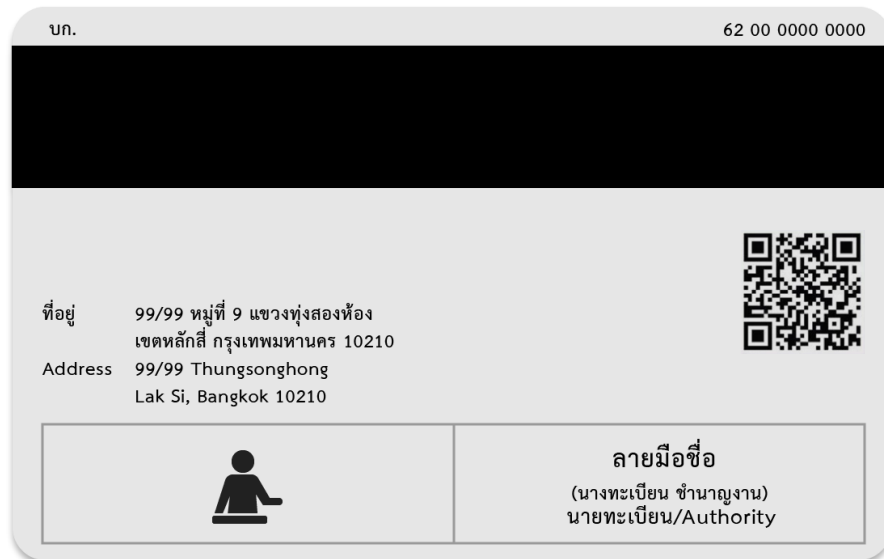 บก.
62 00 0000 0000
ที่อยู่ 99/99 หมู่ที่ 9 แขวงทุ่งสองห้อง
เขตหลักสี่ กรุงเทพมหานคร 10210
Address 99/99 Thungsonghong
Lak Si, Bangkok 10210
ลายมือชื่อ
(นางทะเบียน ชำนาญงาน)
นายทะเบียน/Authority